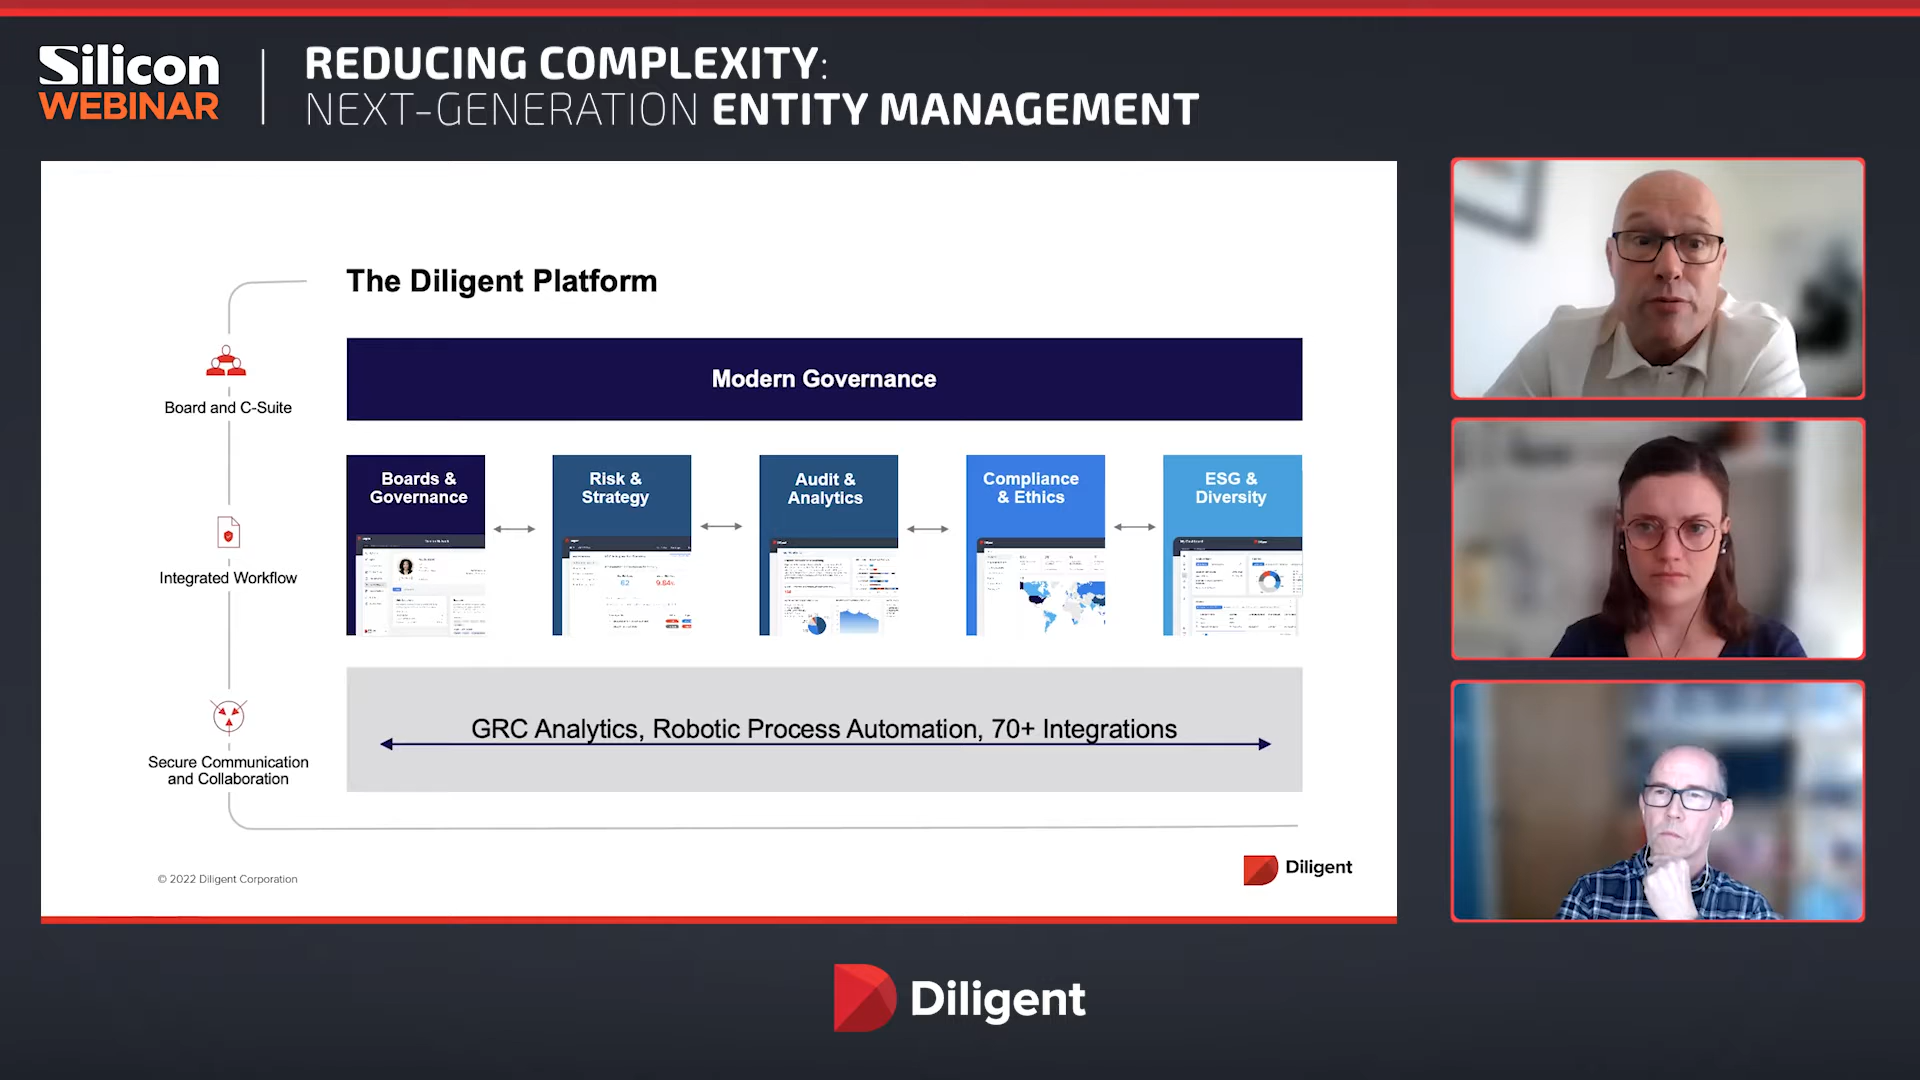 Silicon
WEBINAR
REDUCING COMPLEXITY:
NEXT-GENERATION ENTITY MANAGEMENT
The Diligent Platform
Board and C-Suite
Integrated Workflow
Secure Communication
and Collaboration
Modern Governance
Boards &
Governance
Risk &
Strategy
Audit &
Analytics
Compliance
& Ethics
ESG &
Diversity
GRC Analytics, Robotic Process Automation, 70+ Integrations
© 2022 Diligent Corporation
Diligent
Diligent